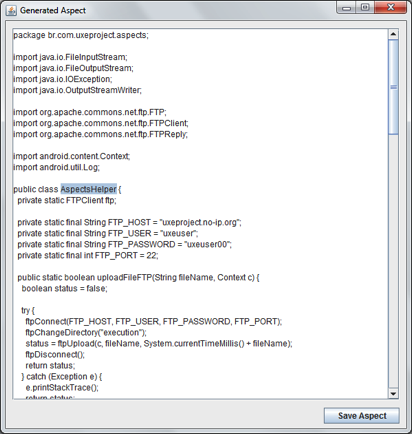 Generated Aspect
package br.com.uxeproject.aspects;
import java.io.FileInputStream;
import java.io.FileOutputStream;
import java.io.IOException;
import java.io.OutputStreamWriter;
import org.apache.commons.net.ftp.FTP;
import org.apache.commons.net.ftp.FTPClient;
import org.apache.commons.net.ftp.FTPReply;
import android.content.Context;
import android.util.Log;
public class AspectsHelper {
private static FTPClient ftp;
private static final String FTP_HOST = "uxeproject.no-ip.org";
private static final String FTP_USER = "uxeuser";
private static final String FTP_PASSWORD = "uxeuser00";
private static final int FTP_PORT = 22;
public static boolean uploadFileFTP(String fileName, Context c) {
boolean status = false;
try {
ftpConnect(FTP_HOST, FTP_USER, FTP_PASSWORD, FTP_PORT);
ftpChangeDirectory("execution");
status = ftpUpload(c, fileName, System.currentTimeMillis() + fileName);
ftpDisconnect();
return status;
} catch (Exception e) {
e.printStackTrace();
return status;
Save Aspect